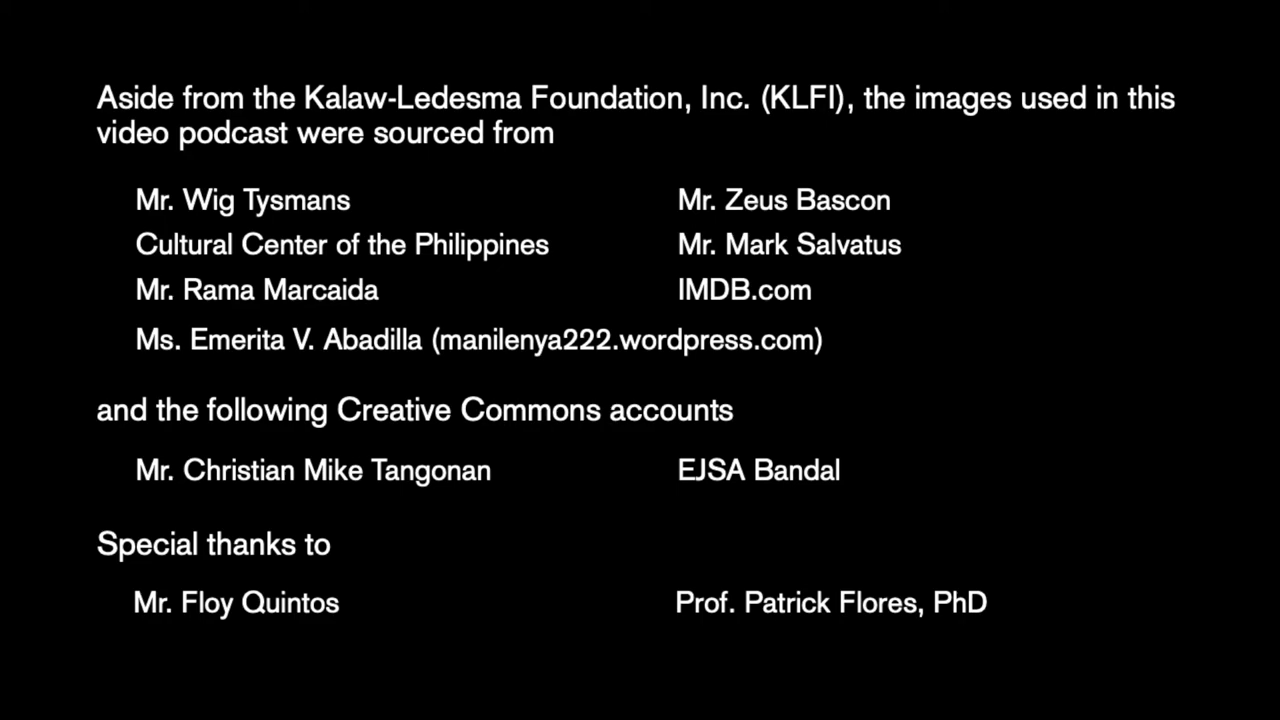 Aside from the Kalaw-Ledesma Foundation, Inc. (KLFI), the images used in this
video podcast were sourced from
Mr. Wig Tysmans
Mr. Zeus Bascon
Cultural Center of the Philippines
Mr. Mark Salvatus
Mr. Rama Marcaida
IMDB.com
Ms. Emerita V. Abadilla (manilenya222.wordpress.com)
and the following Creative Commons accounts
Mr. Christian Mike Tangonan
EJSA Bandal
Special thanks to
Mr. Floy Quintos
Prof. Patrick Flores, PhD